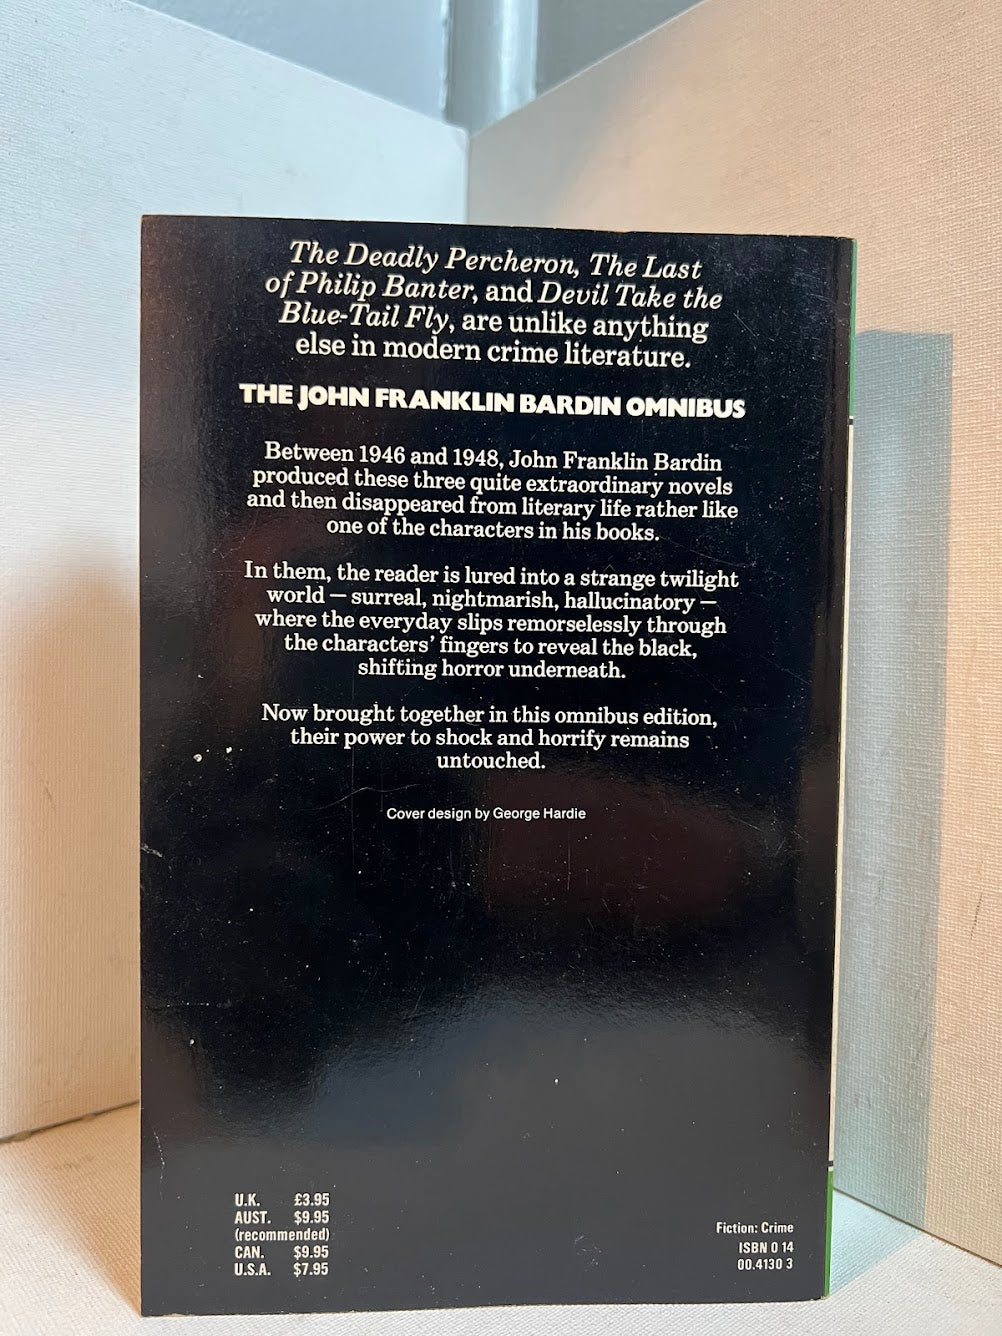 The Deadly Percheron, The Last
of Philip Banter, and Devil Take the
Blue-Tail Fly, are unlike anything
else in modern crime literature.
THE JOHN FRANKLIN BARDIN OMNIBUS
Between 1946 and 1948, John Franklin Bardin
produced these three quite extraordinary novels
and then disappeared from literary life rather like
one of the characters in his books.
In them, the reader is lured into a strange twilight
world — surreal, nightmarish, hallucinatory —
where the everyday slips remorselessly through
the characters' fingers to reveal the black,
shifting horror underneath.
Now brought together in this omnibus edition,
their power to shock and horrify remains
untouched.
Cover design by George Hardie
U.K. £3.95
AUST. $9.95
(recommended)
CAN. $9.95
U.S.A. $7.95
Fiction: Crime
ISBN 0 14
00.4130 3